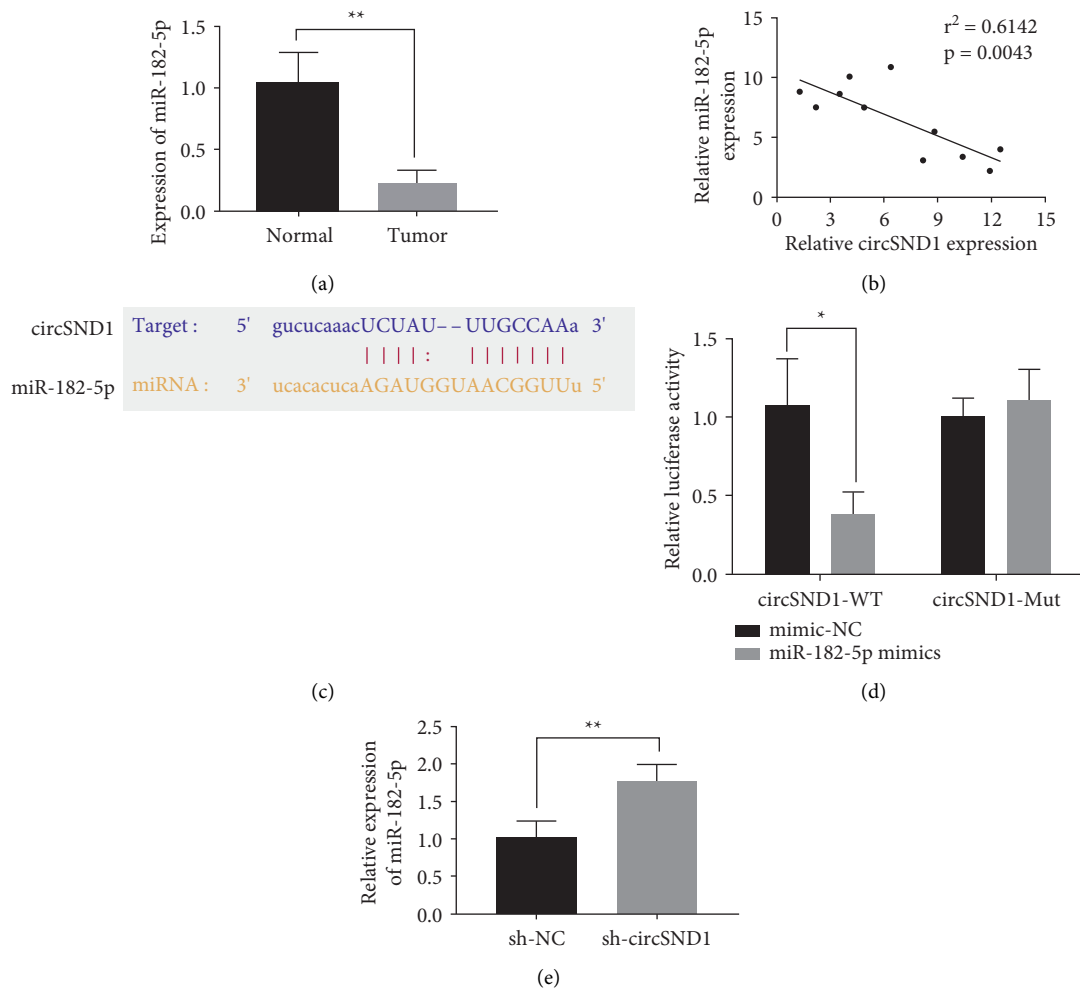 Expression of miR-182-5p
1.5
1.0
0.5
0.0
**
Normal Tumor
(a)
Relative miR-182-5p
expression
15
10
5
0
r² = 0.6142
p = 0.0043
0 3 6 9 12 15
Relative circSND1 expression
(b)
circSND1 Target : 5' gucucaaacUCUAU--UUGCCAAa 3'
| | | | : | | | | | | |
miR-182-5p miRNA : 3' ucacacucaAGAUGGUAACGGUUu 5'
(c)
Relative luciferase activity
1.5
1.0
0.5
0.0
*
circSND1-WT circSND1-Mut
mimic-NC
miR-182-5p mimics
(d)
Relative expression
of miR-182-5p
2.5
2.0
1.5
1.0
0.5
0.0
**
sh-NC sh-circSND1
(e)